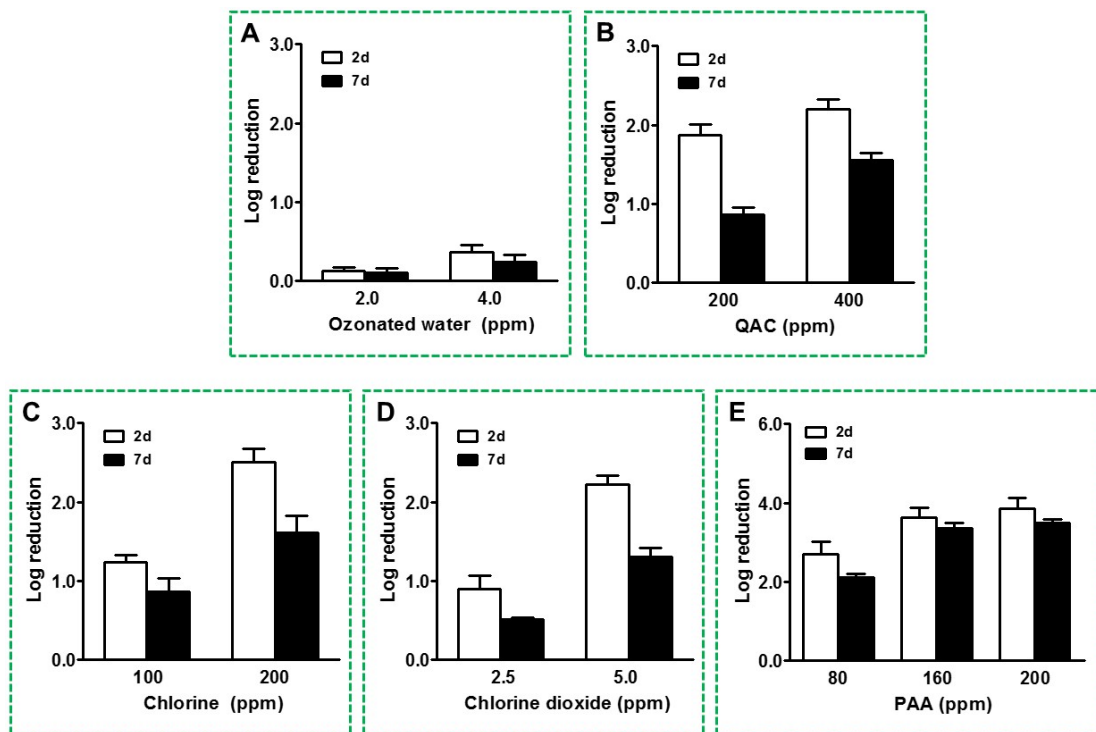 A
3.0
2.0
1.0
0.0
Log reduction
2d
7d
2.0 4.0
Ozonated water (ppm)
B
3.0
2.0
1.0
0.0
Log reduction
2d
7d
200 400
QAC (ppm)
C
3.0
2.0
1.0
0.0
Log reduction
2d
7d
100 200
Chlorine (ppm)
D
3.0
2.0
1.0
0.0
Log reduction
2d
7d
2.5 5.0
Chlorine dioxide (ppm)
E
6.0
4.0
2.0
0.0
Log reduction
2d
7d
80 160 200
PAA (ppm)